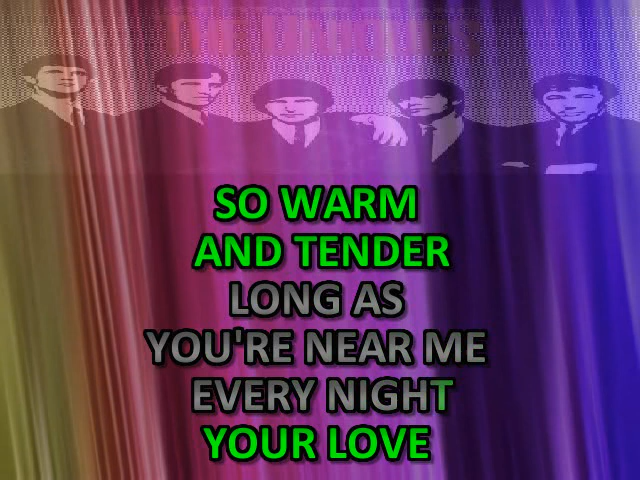 SO WARM
AND TENDER
LONG AS
YOU'RE NEAR ME
EVERY NIGHT
YOUR LOVE